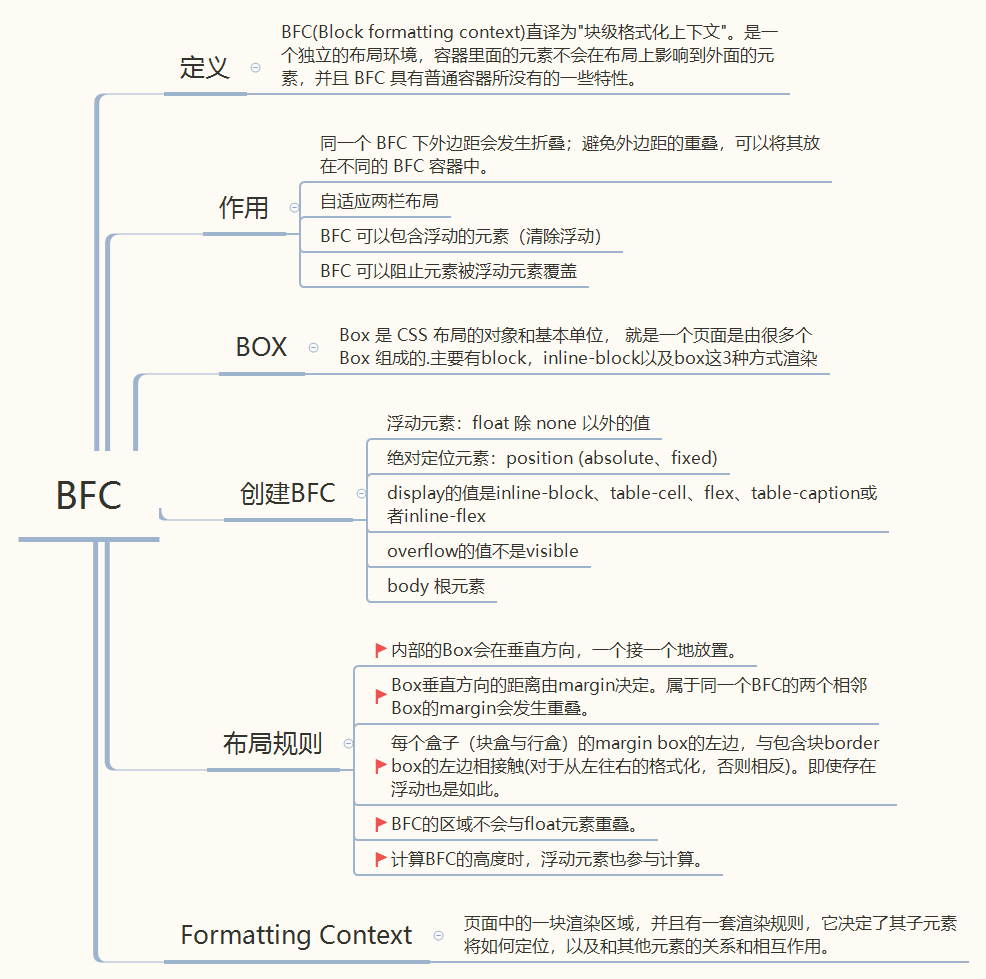 BFC(Block formatting context)直译为"块级格式化上下文"。是一
个独立的布局环境，容器里面的元素不会在布局上影响到外面的元
素，并且 BFC 具有普通容器所没有的一些特性。
定义
同一个 BFC 下外边距会发生折叠；避免外边距的重叠，可以将其放
在不同的 BFC 容器中。
作用
自适应两栏布局
BFC 可以包含浮动的元素（清除浮动）
BFC 可以阻止元素被浮动元素覆盖
BOX
Box 是 CSS 布局的对象和基本单位， 就是一个页面是由很多个
Box 组成的.主要有block，inline-block以及box这3种方式渲染
BFC
创建BFC
浮动元素：float 除 none 以外的值
绝对定位元素：position (absolute、fixed)
display的值是inline-block、table-cell、flex、table-caption或
者inline-flex
overflow的值不是visible
body 根元素
布局规则
内部的Box会在垂直方向，一个接一个地放置。
Box垂直方向的距离由margin决定。属于同一个BFC的两个相邻
Box的margin会发生重叠。
每个盒子（块盒与行盒）的margin box的左边，与包含块border
box的左边相接触(对于从左往右的格式化，否则相反)。即使存在
浮动也是如此。
BFC的区域不会与float元素重叠。
计算BFC的高度时，浮动元素也参与计算。
Formatting Context
页面中的一块渲染区域，并且有一套渲染规则，它决定了其子元素
将如何定位，以及和其他元素的关系和相互作用。